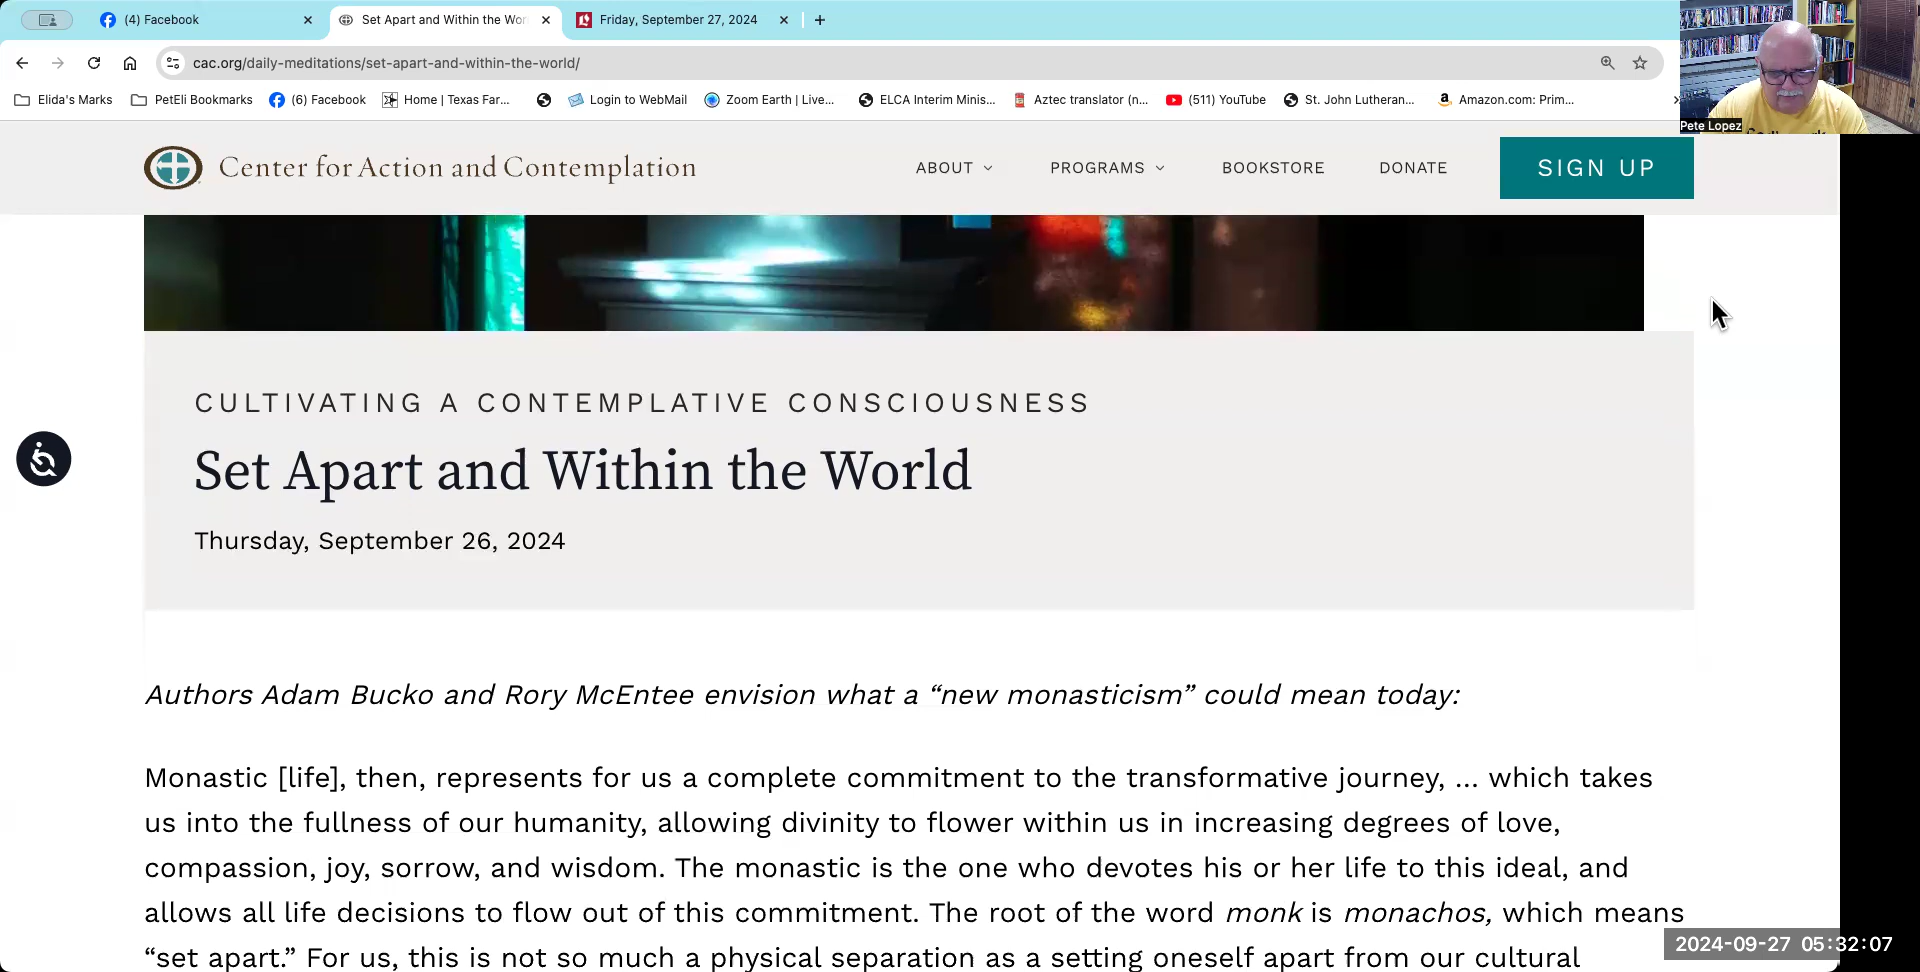 (4) Facebook
Set Apart and Within the Wor
Friday, September 27, 2024
cac.org/daily-meditations/set-apart-and-within-the-world/
Elida's Marks
PetEli Bookmarks
(6) Facebook
Home | Texas Far...
Login to WebMail
Zoom Earth | Live...
ELCA Interim Minis...
Aztec translator (n...
(511) YouTube
St. John Lutheran...
Amazon.com: Prim...
Pete Lopez
Center for Action and Contemplation
ABOUT
PROGRAMS
BOOKSTORE
DONATE
SIGN UP
CULTIVATING A CONTEMPLATIVE CONSCIOUSNESS
Set Apart and Within the World
Thursday, September 26, 2024
Authors Adam Bucko and Rory McEntee envision what a “new monasticism” could mean today:
Monastic [life], then, represents for us a complete commitment to the transformative journey, … which takes
us into the fullness of our humanity, allowing divinity to flower within us in increasing degrees of love,
compassion, joy, sorrow, and wisdom. The monastic is the one who devotes his or her life to this ideal, and
allows all life decisions to flow out of this commitment. The root of the word monk is monachos, which means
“set apart.” For us, this is not so much a physical separation as a setting oneself apart from our cultural
2024-09-27 05:32:07